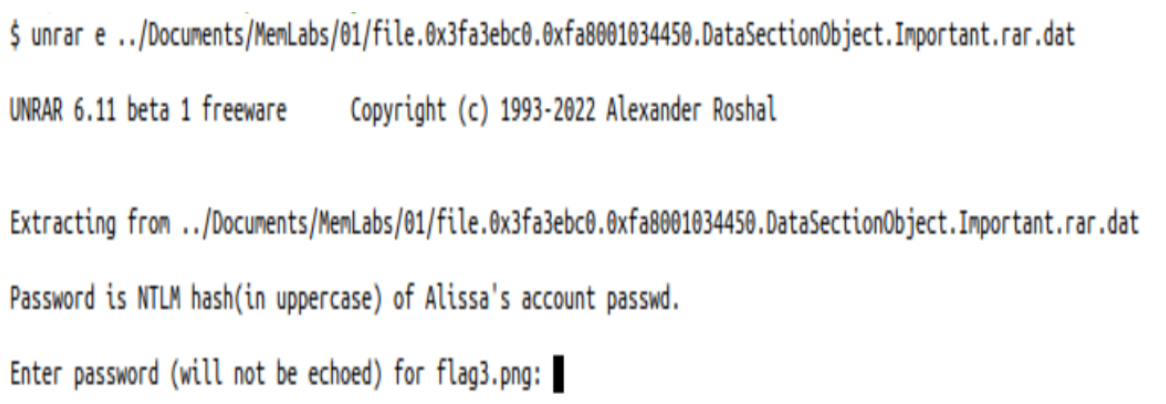 $ unrar e ../Documents/MemLabs/01/file.0x3fa3ebc0.0xfa8001034450.DataSectionObject.Important.rar.dat
UNRAR 6.11 beta 1 freeware      Copyright (c) 1993-2022 Alexander Roshal
Extracting from ../Documents/MemLabs/01/file.0x3fa3ebc0.0xfa8001034450.DataSectionObject.Important.rar.dat
Password is NTLM hash(in uppercase) of Alissa's account passwd.
Enter password (will not be echoed) for flag3.png: